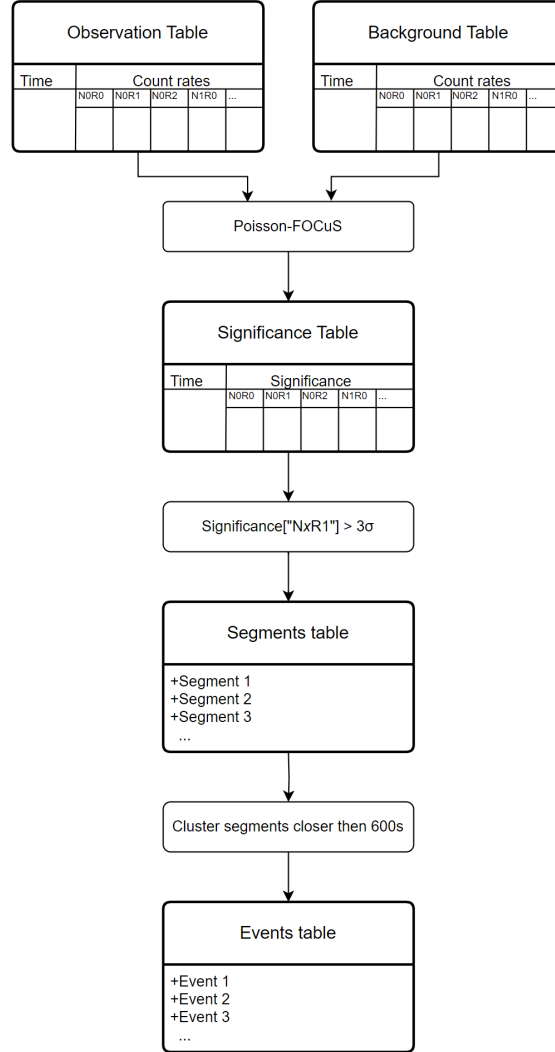 Observation Table
Time Count rates
N0R0 N0R1 N0R2 N1R0 ...
Background Table
Time Count rates
N0R0 N0R1 N0R2 N1R0 ...
Poisson-FOCuS
Significance Table
Time Significance
N0R0 N0R1 N0R2 N1R0 ...
Significance["NxR1"] > 3σ
Segments table
+Segment 1
+Segment 2
+Segment 3
...
Cluster segments closer then 600s
Events table
+Event 1
+Event 2
+Event 3
...